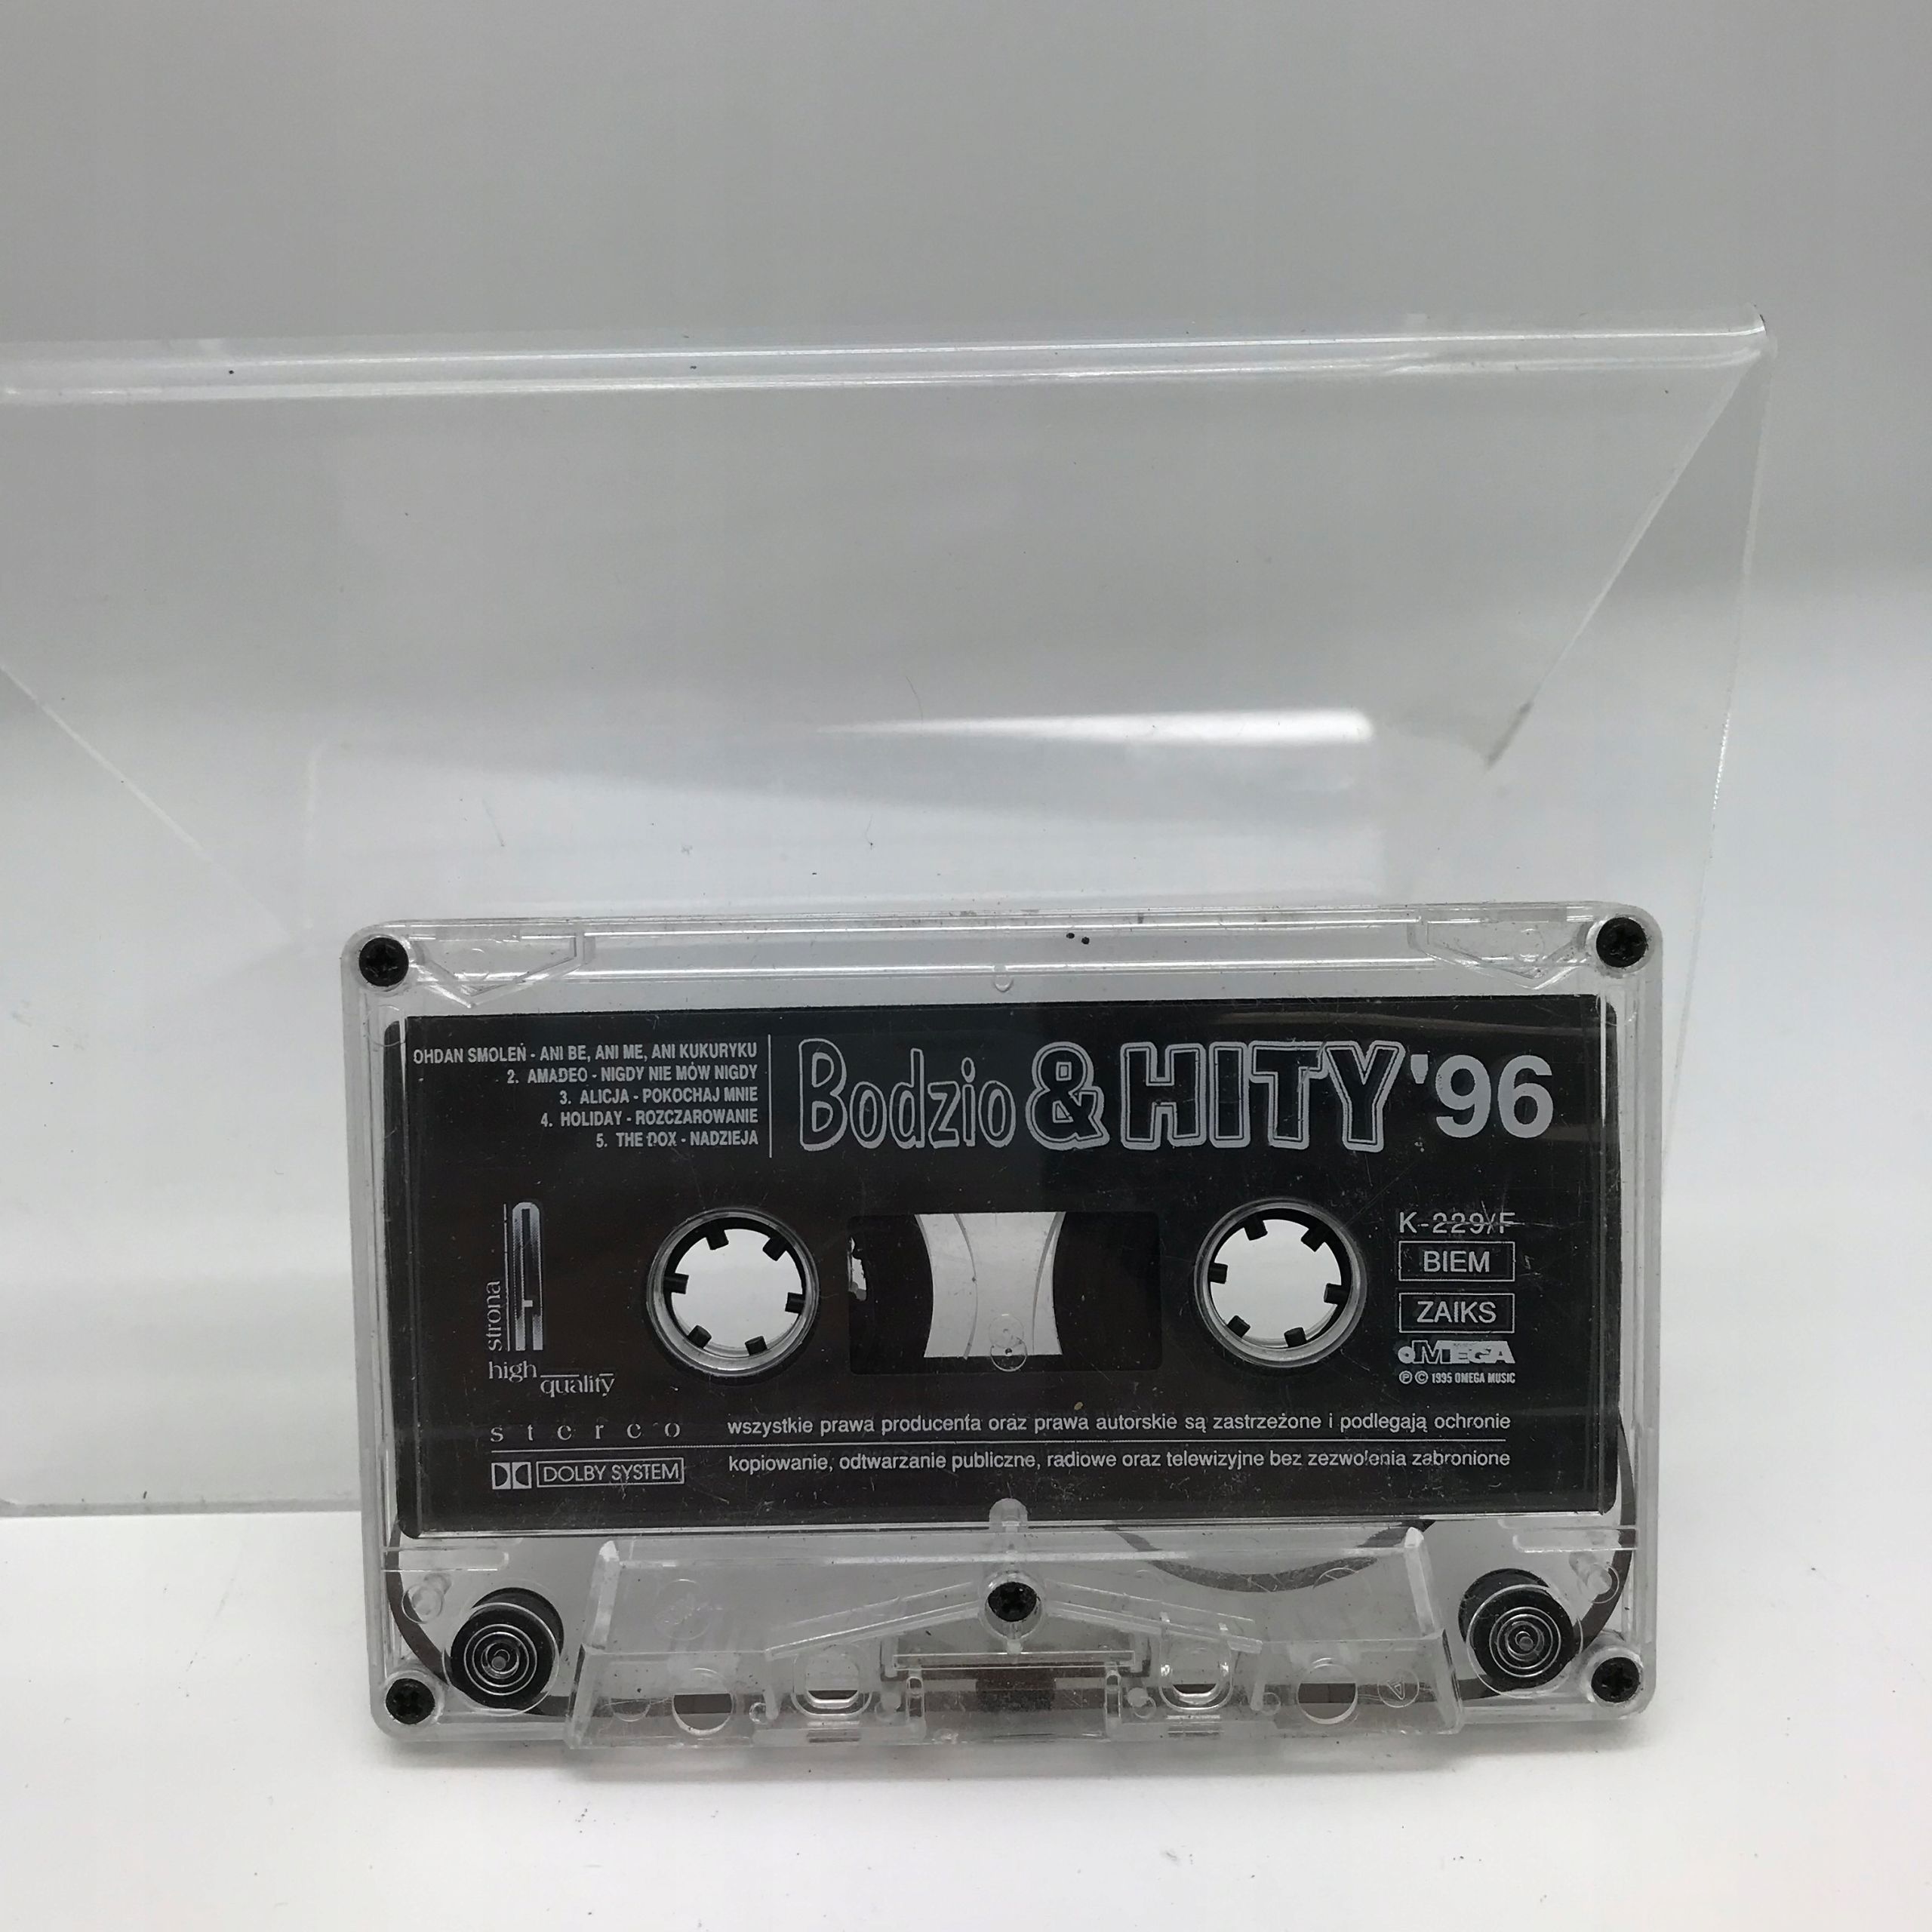 OHDAN SMOLEŃ - ANI BE, ANI ME, ANI KUKURYKU
2. AMADEO - NIGDY NIE MÓW NIGDY
3. ALICJA - POKOCHAJ MNIE
4. HOLIDAY - ROZCZAROWANIE
5. THE DOX - NADZIEJA
Bodzio & HITY '96
strona A
high quality
K-229/F
BIEM
ZAIKS
OMEGA
Ⓟ © 1995 OMEGA MUSIC
stereo
DOLBY SYSTEM
wszystkie prawa producenta oraz prawa autorskie są zastrzeżone i podlegają ochronie
kopiowanie, odtwarzanie publiczne, radiowe oraz telewizyjne bez zezwolenia zabronione